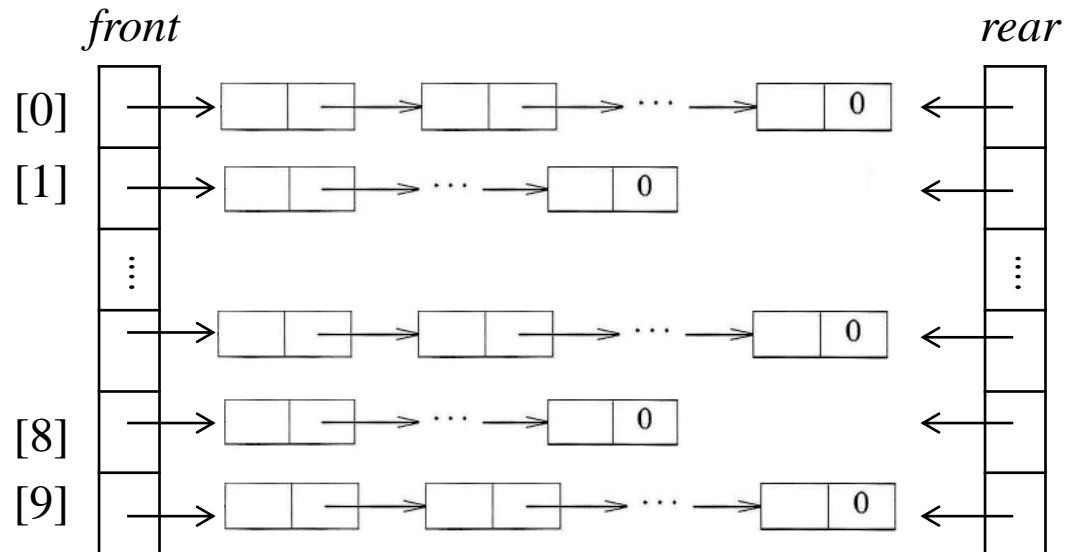 front rear
[0] ··· 0
[1] ··· 0
⋮ ⋮
··· 0
[8] ··· 0
[9] ··· 0